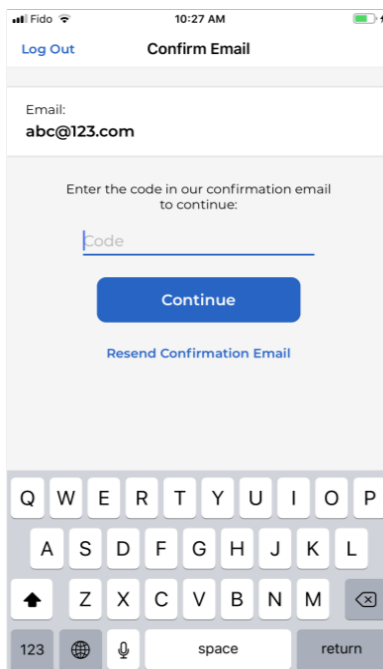 Fido 10:27 AM
Log Out Confirm Email
Email:
abc@123.com
Enter the code in our confirmation email
to continue:
Code
Continue
Resend Confirmation Email
Q W E R T Y U I O P
A S D F G H J K L
Z X C V B N M
123 space return